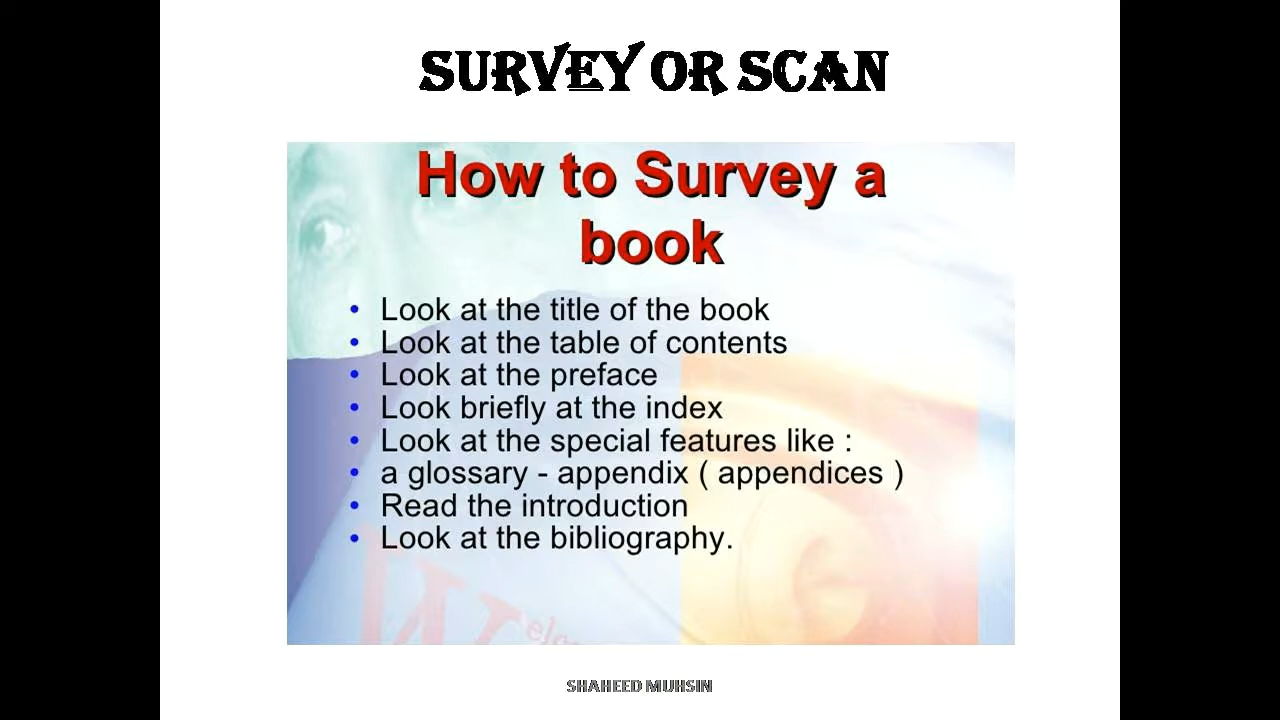 SURVEY OR SCAN
How to Survey a
book
• Look at the title of the book
• Look at the table of contents
• Look at the preface
• Look briefly at the index
• Look at the special features like :
• a glossary - appendix ( appendices )
• Read the introduction
• Look at the bibliography.
SHAHEED MUHSIN